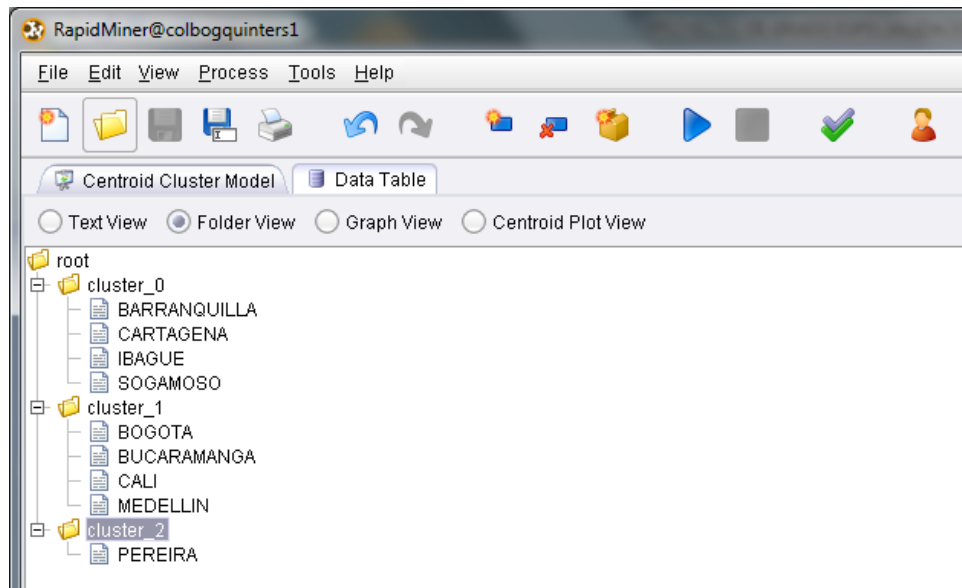 RapidMiner@colbogquinters1
File Edit View Process Tools Help
Centroid Cluster Model Data Table
Text View Folder View Graph View Centroid Plot View
root
cluster_0
BARRANQUILLA
CARTAGENA
IBAGUE
SOGAMOSO
cluster_1
BOGOTA
BUCARAMANGA
CALI
MEDELLIN
cluster_2
PEREIRA